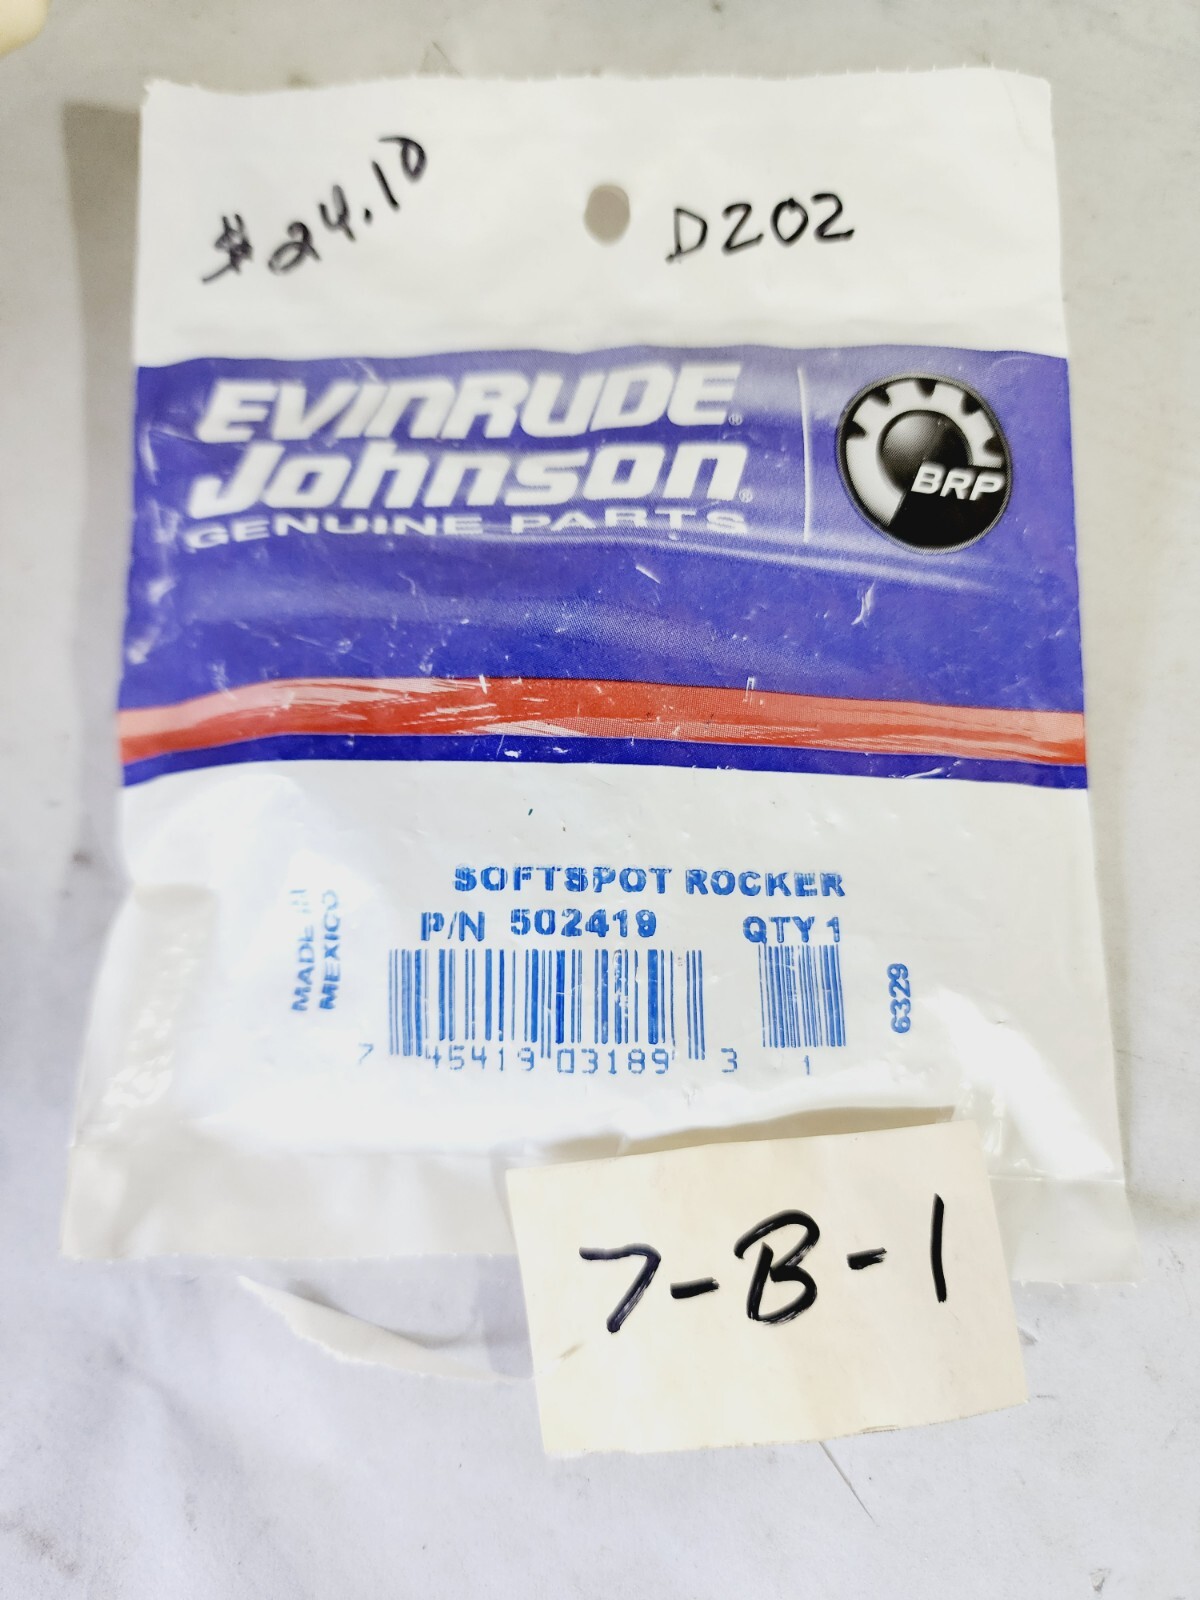 $24.10
D202
EVINRUDE®
Johnson®
GENUINE PARTS
BRP
SOFTSPOT ROCKER
P/N 502419 QTY 1
MADE IN
MEXICO
6329
7 45419 03189 3 1
7-B-1